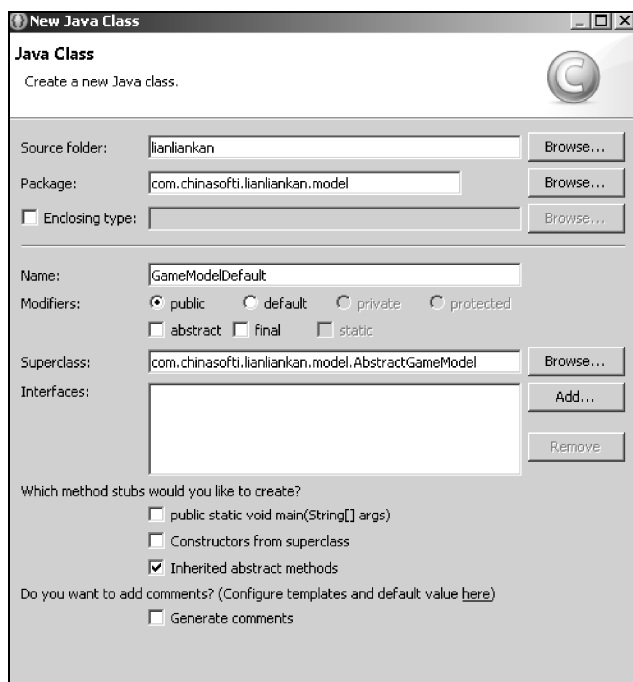 New Java Class
Java Class
Create a new Java class.
Source folder: lianliankan Browse...
Package: com.chinasofti.lianliankan.model Browse...
Enclosing type: Browse...
Name: GameModelDefault
Modifiers: public default private protected
abstract final static
Superclass: com.chinasofti.lianliankan.model.AbstractGameModel Browse...
Interfaces: Add...
Remove
Which method stubs would you like to create?
public static void main(String[] args)
Constructors from superclass
Inherited abstract methods
Do you want to add comments? (Configure templates and default value here)
Generate comments